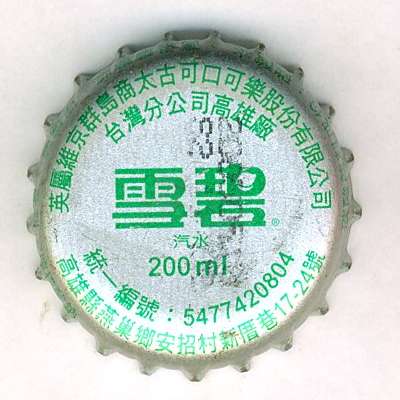 英屬維京群島商太古可口可樂股份有限公司
台灣分公司高雄廠
雪碧®
汽水
200ml
統一編號：5477420804
高雄縣燕巢鄉安招村新厝巷17-24號